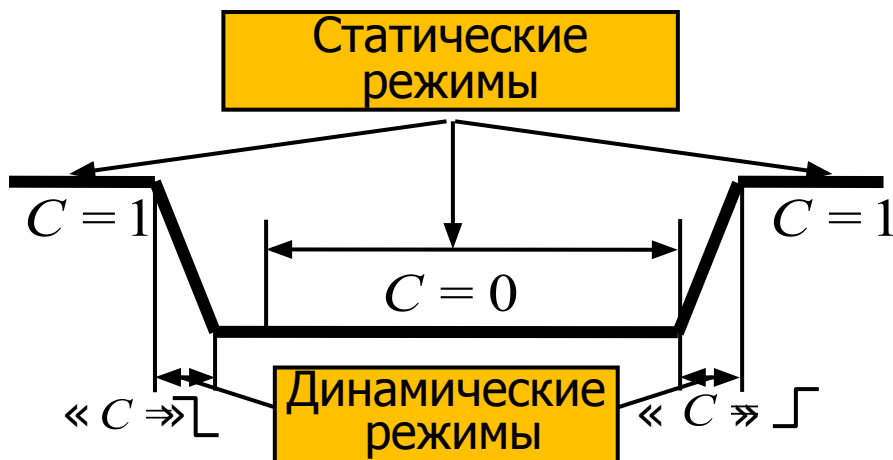 Статические
режимы
C = 1
C = 1
C = 0
Динамические
режимы
« C = »
« C = »